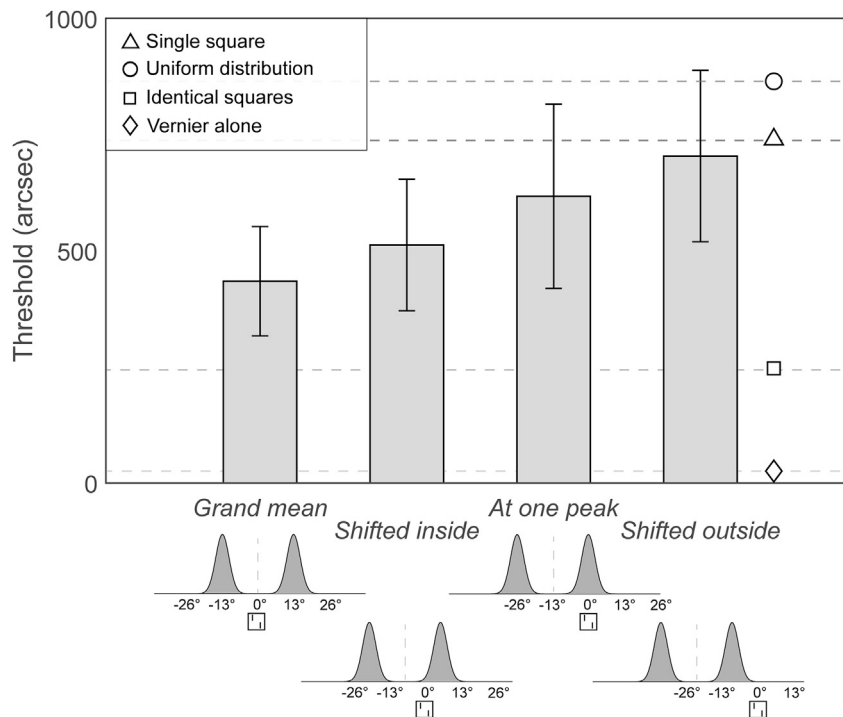 1000
Single square
Uniform distribution
Identical squares
Vernier alone
Threshold (arcsec)
500
0
Grand mean
At one peak
Shifted inside
Shifted outside
-26° -13° 0° 13° 26°
-26° -13° 0° 13° 26°
-26° -13° 0° 13° 26°
-26° -13° 0° 13°